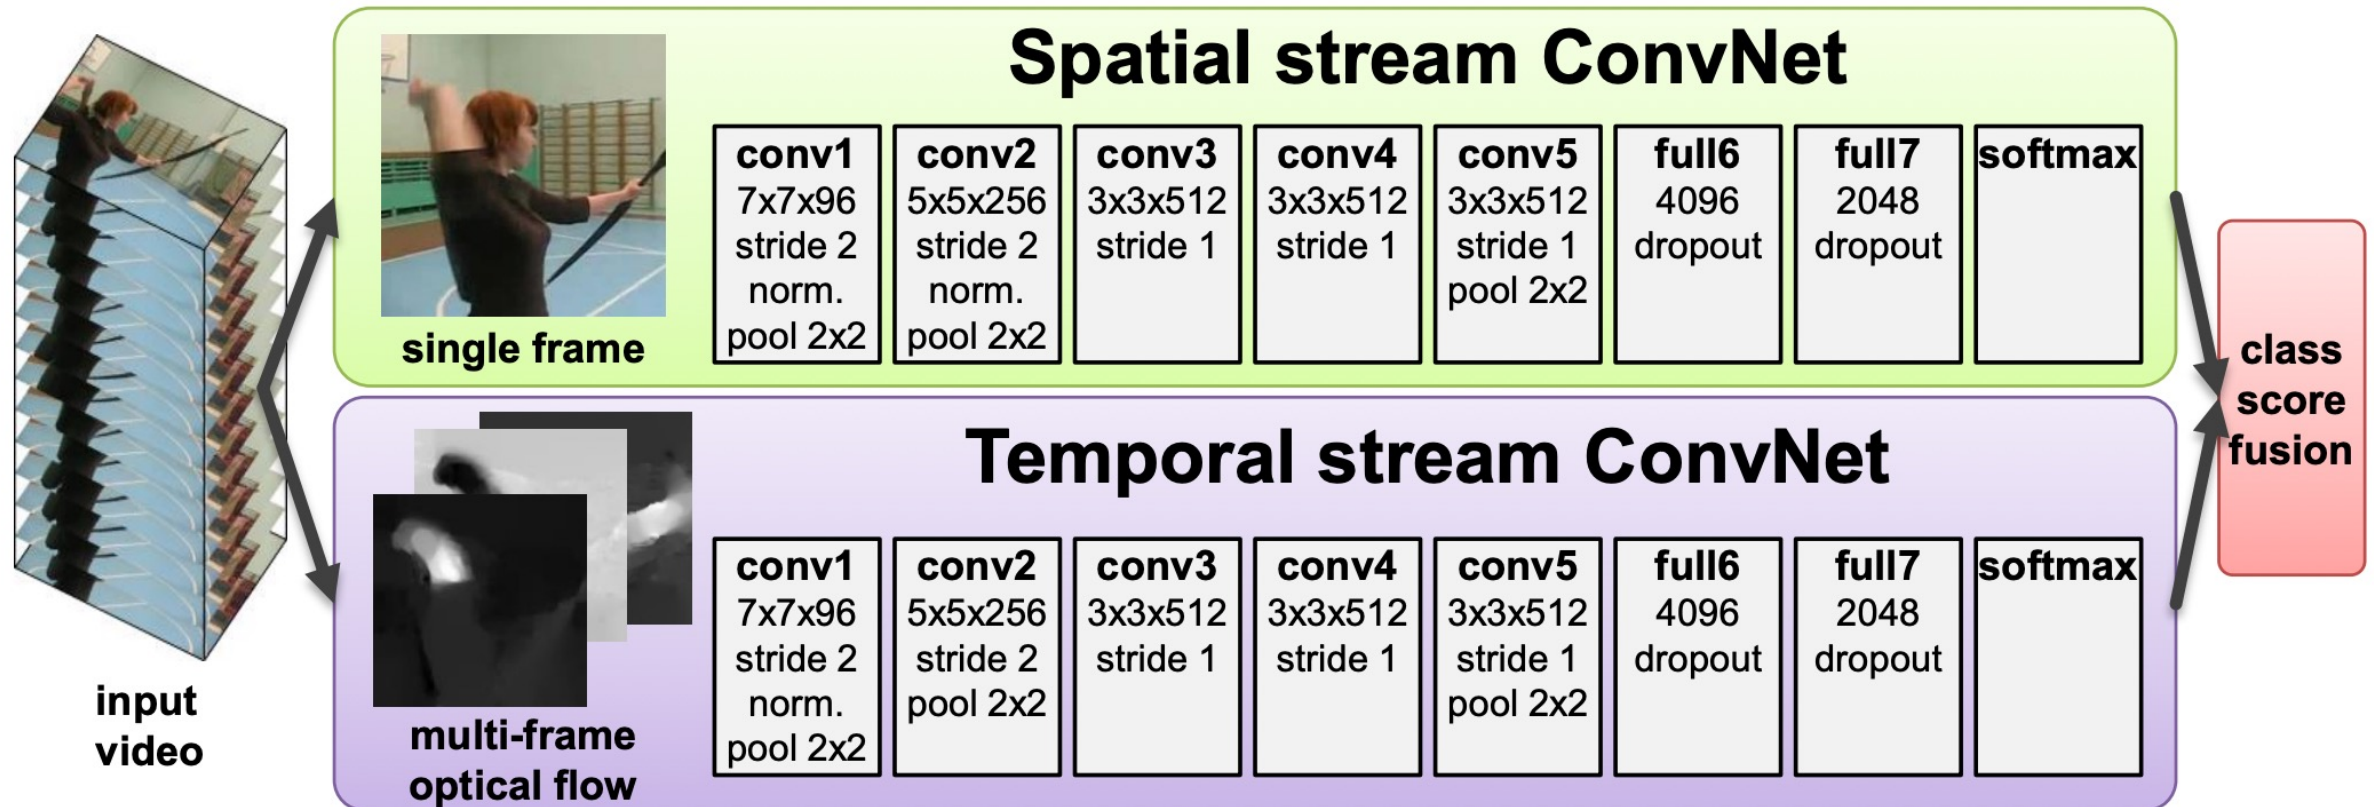 Spatial stream ConvNet
single frame
conv1
7x7x96
stride 2
norm.
pool 2x2
conv2
5x5x256
stride 2
norm.
pool 2x2
conv3
3x3x512
stride 1
conv4
3x3x512
stride 1
conv5
3x3x512
stride 1
pool 2x2
full6
4096
dropout
full7
2048
dropout
softmax
Temporal stream ConvNet
input
video
multi-frame
optical flow
conv1
7x7x96
stride 2
norm.
pool 2x2
conv2
5x5x256
stride 2
pool 2x2
conv3
3x3x512
stride 1
conv4
3x3x512
stride 1
conv5
3x3x512
stride 1
pool 2x2
full6
4096
dropout
full7
2048
dropout
softmax
class
score
fusion